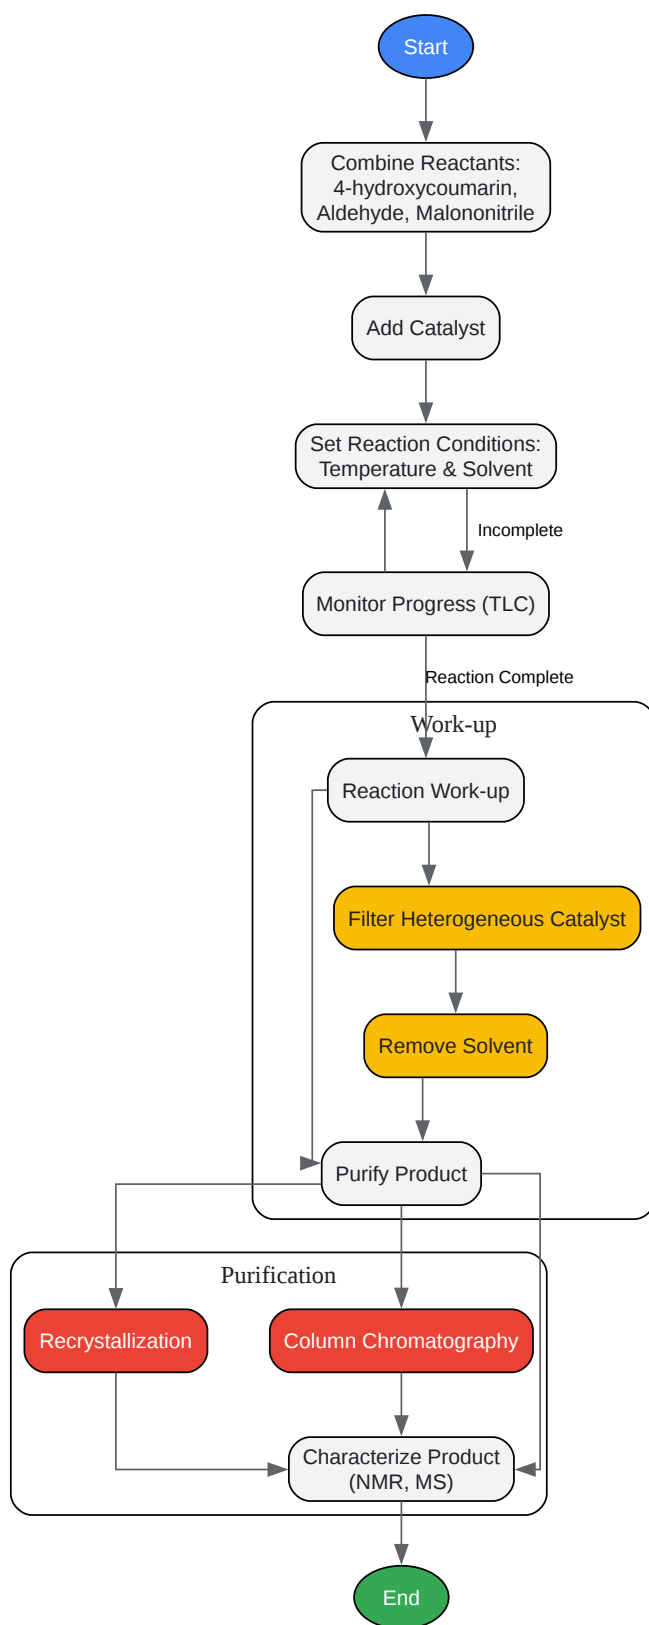 Start
Combine Reactants:
4-hydroxycoumarin,
Aldehyde, Malononitrile
Add Catalyst
Set Reaction Conditions:
Temperature & Solvent
Incomplete
Monitor Progress (TLC)
Reaction Complete
Work-up
Reaction Work-up
Filter Heterogeneous Catalyst
Remove Solvent
Purify Product
Purification
Recrystallization
Column Chromatography
Characterize Product
(NMR, MS)
End